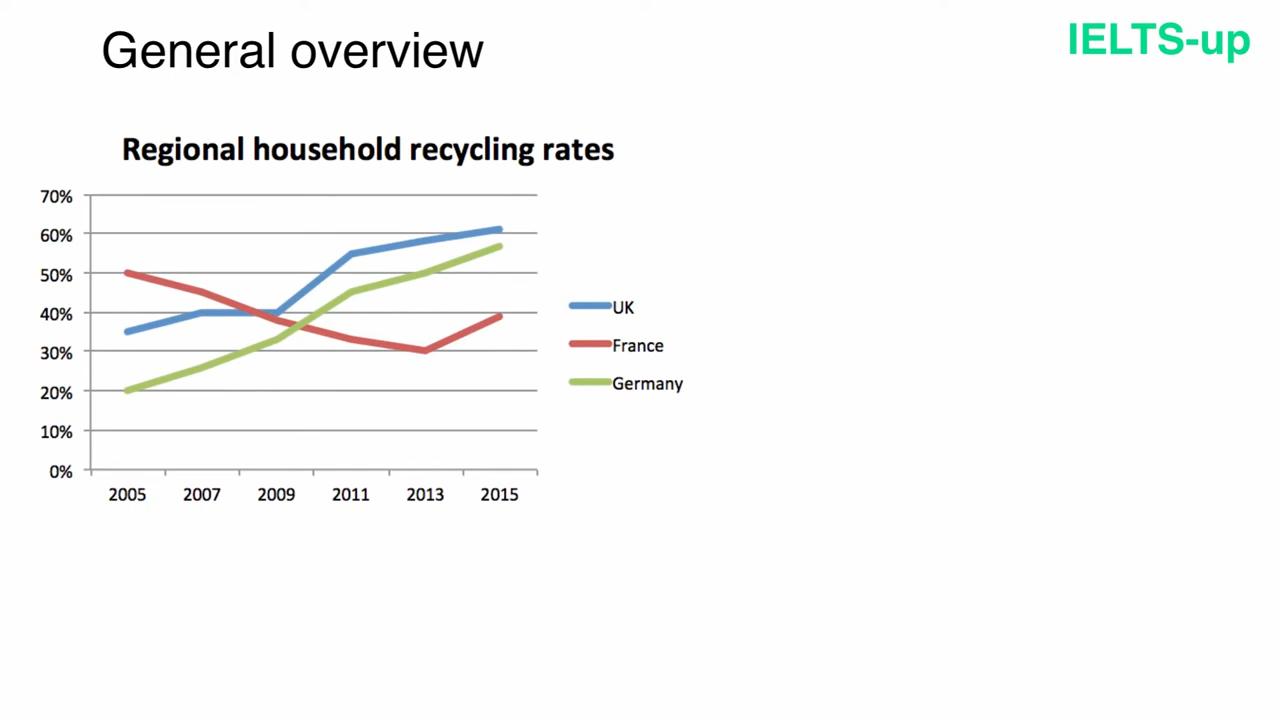 General overview
IELTS-up
Regional household recycling rates
70%
60%
50%
40%
30%
20%
10%
0%
2005 2007 2009 2011 2013 2015
UK
France
Germany